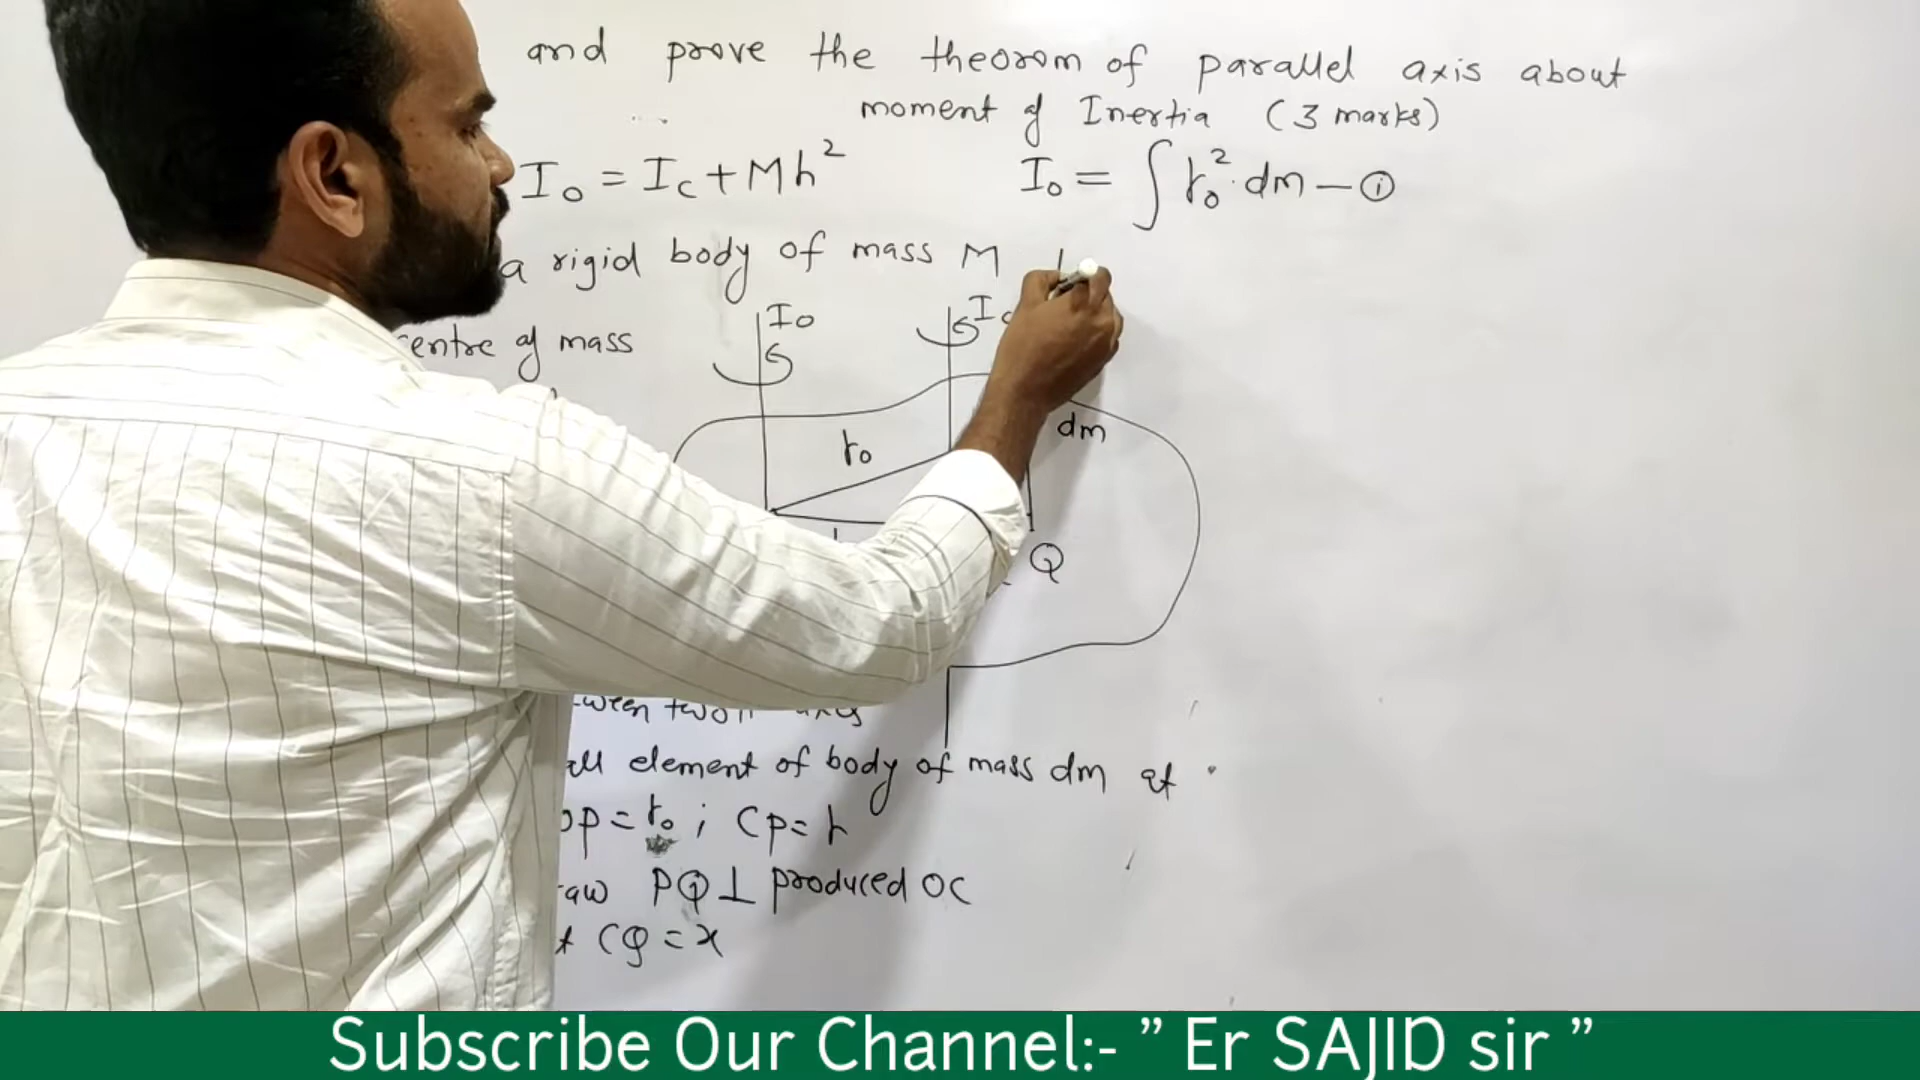 and prove the theorom of parallel axis about
moment of Inertia (3 marks)
I₀ = I_c + Mh²
I₀ = ∫ r₀². dm — ①
a rigid body of mass M
I₀
centre of mass
r₀
dm
Q
axis
element of body of mass dm at
OP = r₀ ; CP = r
PQ ⊥ produced OC
CQ = x
Subscribe Our Channel:- ” Er SAJID sir ”